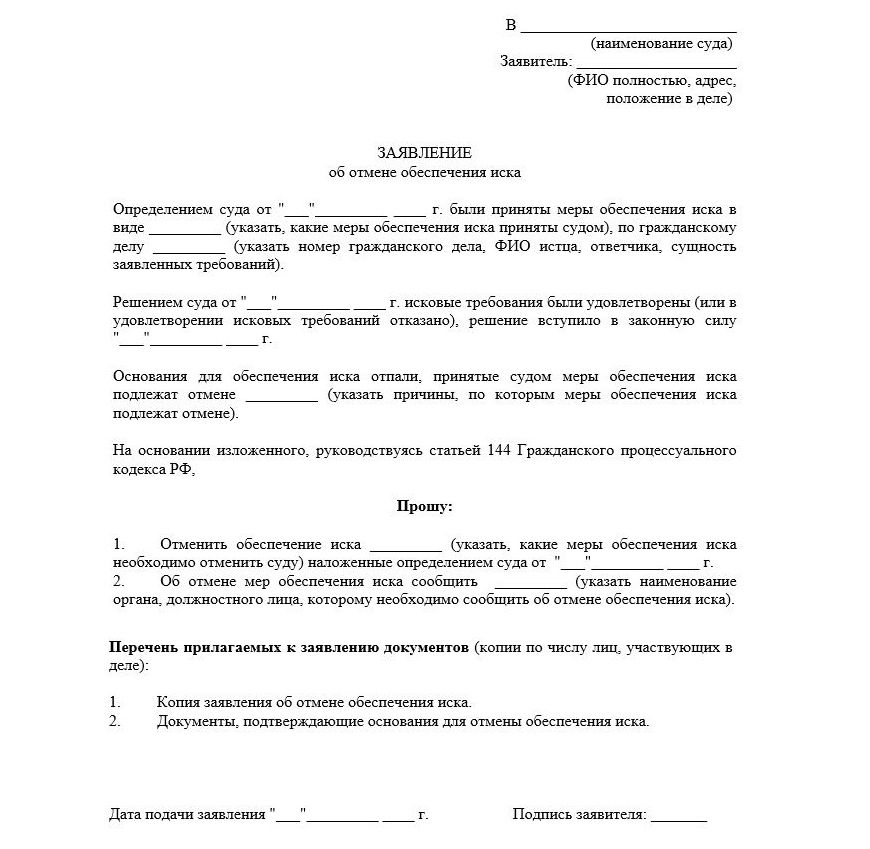 В ___________________________
(наименование суда)
Заявитель: ____________________
(ФИО полностью, адрес,
положение в деле)
ЗАЯВЛЕНИЕ
об отмене обеспечения иска
Определением суда от "___"_________ ____ г. были приняты меры обеспечения иска в
виде _________ (указать, какие меры обеспечения иска приняты судом), по гражданскому
делу _________ (указать номер гражданского дела, ФИО истца, ответчика, сущность
заявленных требований).
Решением суда от "___"_________ ____ г. исковые требования были удовлетворены (или в
удовлетворении исковых требований отказано), решение вступило в законную силу
"___"_________ ____ г.
Основания для обеспечения иска отпали, принятые судом меры обеспечения иска
подлежат отмене _________ (указать причины, по которым меры обеспечения иска
подлежат отмене).
На основании изложенного, руководствуясь статьей 144 Гражданского процессуального
кодекса РФ,
Прошу:
1. Отменить обеспечение иска _________ (указать, какие меры обеспечения иска
необходимо отменить суду) наложенные определением суда от "___"_________ ____ г.
2. Об отмене мер обеспечения иска сообщить _________ (указать наименование
органа, должностного лица, которому необходимо сообщить об отмене обеспечения иска).
Перечень прилагаемых к заявлению документов (копии по числу лиц, участвующих в
деле):
1. Копия заявления об отмене обеспечения иска.
2. Документы, подтверждающие основания для отмены обеспечения иска.
Дата подачи заявления "___"_________ ____ г. Подпись заявителя: _______